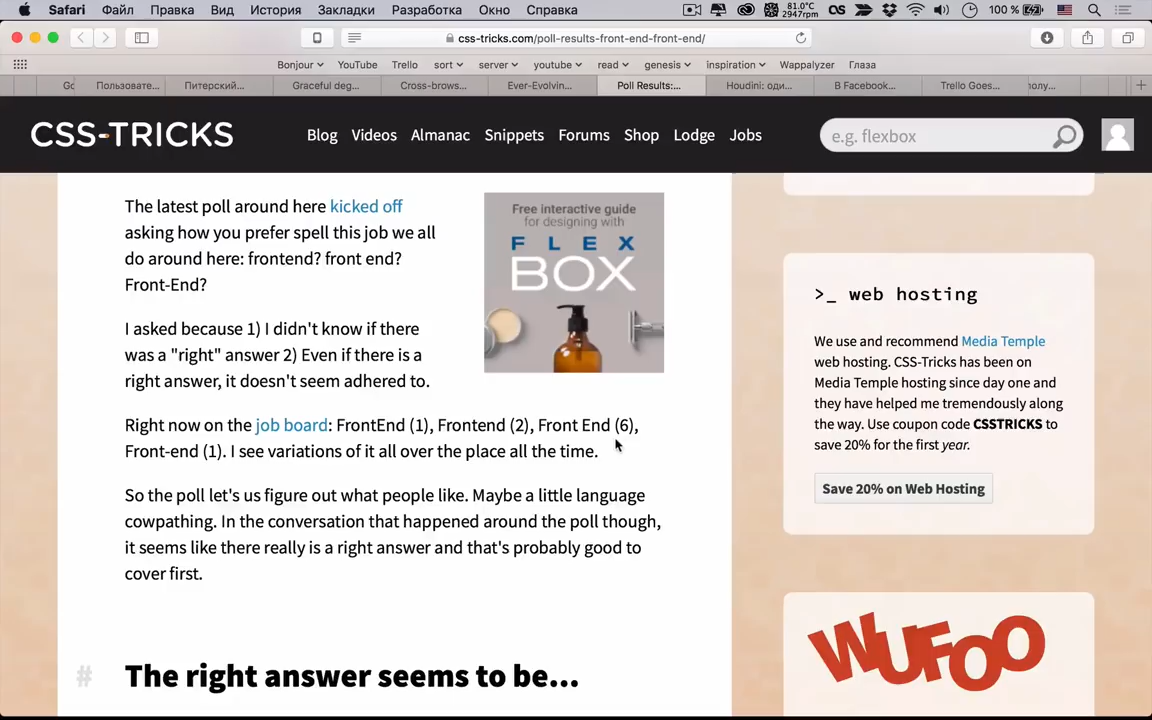 Safari Файл Правка Вид История Закладки Разработка Окно Справка 81.0°C 2947rpm 100 %
css-tricks.com/poll-results-front-end-front-end/
Bonjour YouTube Trello sort server youtube read genesis inspiration Wappalyzer Глаза
Пользовате... Питерский... Graceful deg... Cross-brows... Ever-Evolvin... Poll Results:... Houdini: оди... В Facebook... Trello Goes...
CSS-TRICKS Blog Videos Almanac Snippets Forums Shop Lodge Jobs e.g. flexbox
The latest poll around here kicked off
asking how you prefer spell this job we all
do around here: frontend? front end?
Front-End?
Free interactive guide
for designing with
FLEX
BOX
I asked because 1) I didn't know if there
was a "right" answer 2) Even if there is a
right answer, it doesn't seem adhered to.
Right now on the job board: FrontEnd (1), Frontend (2), Front End (6),
Front-end (1). I see variations of it all over the place all the time.
So the poll let's us figure out what people like. Maybe a little language
cowpathing. In the conversation that happened around the poll though,
it seems like there really is a right answer and that's probably good to
cover first.
# The right answer seems to be...
>_ web hosting
We use and recommend Media Temple
web hosting. CSS-Tricks has been on
Media Temple hosting since day one and
they have helped me tremendously along
the way. Use coupon code CSSTRICKS to
save 20% for the first year.
Save 20% on Web Hosting
WUFOO